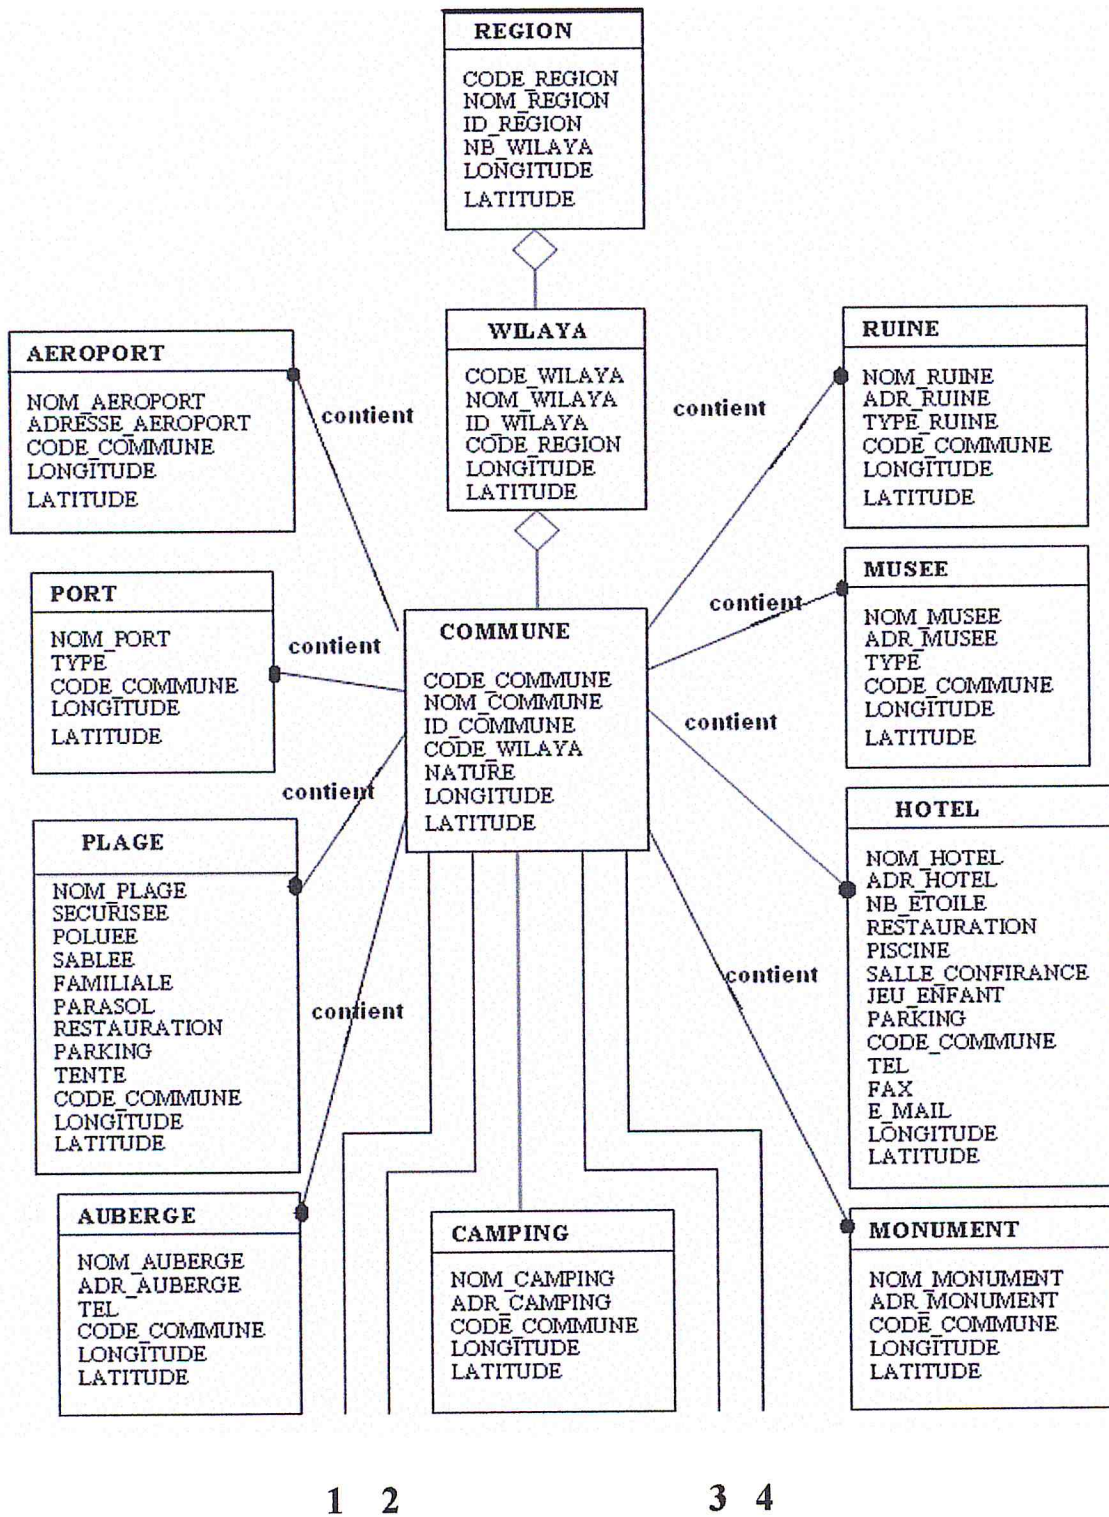 REGION
CODE_REGION
NOM_REGION
ID_REGION
NB_WILAYA
LONGITUDE
LATITUDE
WILAYA
CODE_WILAYA
NOM_WILAYA
ID_WILAYA
CODE_REGION
LONGITUDE
LATITUDE
AEROPORT
NOM_AEROPORT
ADRESSE_AEROPORT
CODE_COMMUNE
LONGITUDE
LATITUDE
contient
contient
RUINE
NOM_RUINE
ADR_RUINE
TYPE_RUINE
CODE_COMMUNE
LONGITUDE
LATITUDE
PORT
NOM_PORT
TYPE
CODE_COMMUNE
LONGITUDE
LATITUDE
contient
COMMUNE
CODE_COMMUNE
NOM_COMMUNE
ID_COMMUNE
CODE_WILAYA
NATURE
LONGITUDE
LATITUDE
contient
MUSEE
NOM_MUSEE
ADR_MUSEE
TYPE
CODE_COMMUNE
LONGITUDE
LATITUDE
contient
contient
PLAGE
NOM_PLAGE
SECURISEE
POLUEE
SABLEE
FAMILIALE
PARASOL
RESTAURATION
PARKING
TENTE
CODE_COMMUNE
LONGITUDE
LATITUDE
contient
contient
HOTEL
NOM_HOTEL
ADR_HOTEL
NB_ETOILE
RESTAURATION
PISCINE
SALLE_CONFIRANCE
JEU_ENFANT
PARKING
CODE_COMMUNE
TEL
FAX
E_MAIL
LONGITUDE
LATITUDE
AUBERGE
NOM_AUBERGE
ADR_AUBERGE
TEL
CODE_COMMUNE
LONGITUDE
LATITUDE
CAMPING
NOM_CAMPING
ADR_CAMPING
CODE_COMMUNE
LONGITUDE
LATITUDE
MONUMENT
NOM_MONUMENT
ADR_MONUMENT
CODE_COMMUNE
LONGITUDE
LATITUDE
1 2 3 4